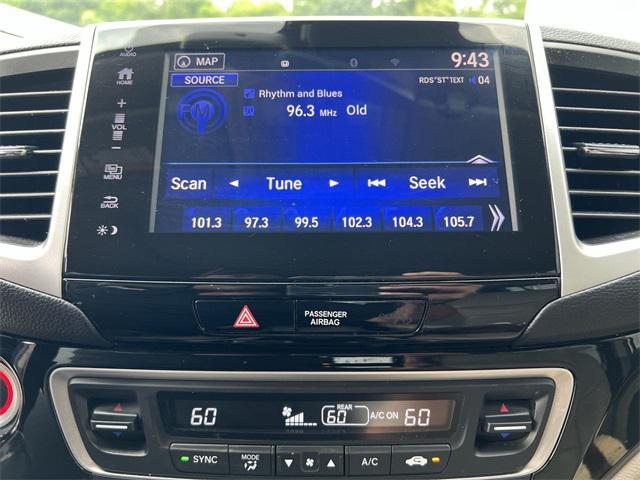 AUDIO
MAP
9:43
SOURCE
RDS "ST" TEXT 04
HOME
Rhythm and Blues
FM
96.3 MHz Old
+
VOL
−
Scan Tune Seek
MENU
BACK
101.3 97.3 99.5 102.3 104.3 105.7
PASSENGER
AIRBAG
REAR
60 60 A/C ON 60
SYNC MODE A/C